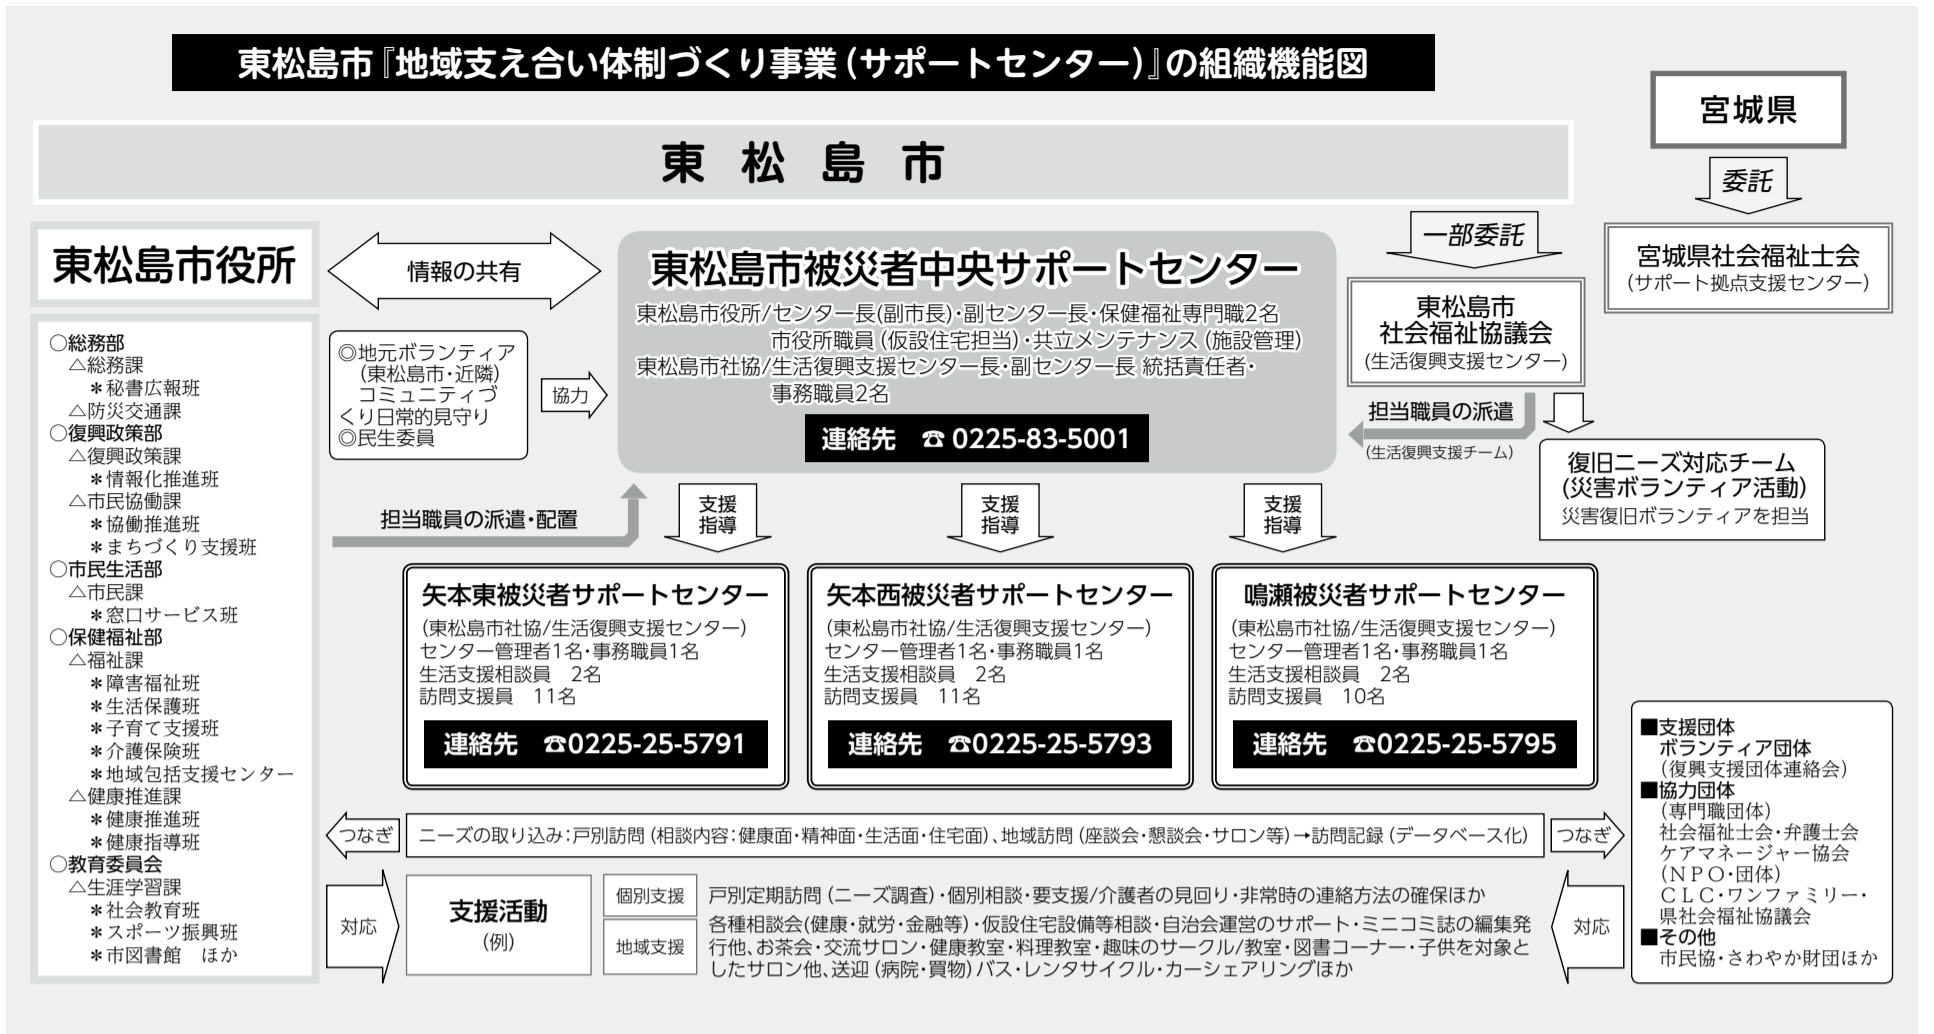 東松島市『地域支え合い体制づくり事業(サポートセンター)』の組織機能図
宮城県
委託
宮城県社会福祉士会
(サポート拠点支援センター)
東松島市
東松島市役所
情報の共有
東松島市被災者中央サポートセンター
東松島市役所/センター長(副市長)・副センター長・保健福祉専門職2名
市役所職員(仮設住宅担当)・共立メンテナンス(施設管理)
東松島市社協/生活復興支援センター長・副センター長 統括責任者・
事務職員2名
連絡先 ☎ 0225-83-5001
一部委託
東松島市
社会福祉協議会
(生活復興支援センター)
担当職員の派遣
(生活復興支援チーム)
復旧ニーズ対応チーム
(災害ボランティア活動)
災害復旧ボランティアを担当
○総務部
△総務課
＊秘書広報班
△防災交通課
○復興政策部
△復興政策課
＊情報化推進班
△市民協働課
＊協働推進班
＊まちづくり支援班
○市民生活部
△市民課
＊窓口サービス班
○保健福祉部
△福祉課
＊障害福祉班
＊生活保護班
＊子育て支援班
＊介護保険班
＊地域包括支援センター
△健康推進課
＊健康推進班
＊健康指導班
○教育委員会
△生涯学習課
＊社会教育班
＊スポーツ振興班
＊市図書館 ほか
◎地元ボランティア
(東松島市・近隣)
コミュニティづ
くり日常的見守り
◎民生委員
協力
担当職員の派遣・配置
支援
指導
支援
指導
支援
指導
矢本東被災者サポートセンター
(東松島市社協/生活復興支援センター)
センター管理者1名・事務職員1名
生活支援相談員 2名
訪問支援員 11名
連絡先 ☎0225-25-5791
矢本西被災者サポートセンター
(東松島市社協/生活復興支援センター)
センター管理者1名・事務職員1名
生活支援相談員 2名
訪問支援員 11名
連絡先 ☎0225-25-5793
鳴瀬被災者サポートセンター
(東松島市社協/生活復興支援センター)
センター管理者1名・事務職員1名
生活支援相談員 2名
訪問支援員 10名
連絡先 ☎0225-25-5795
つなぎ
ニーズの取り込み：戸別訪問(相談内容：健康面・精神面・生活面・住宅面)、地域訪問(座談会・懇談会・サロン等)→訪問記録(データベース化)
つなぎ
対応
支援活動
(例)
個別支援
戸別定期訪問(ニーズ調査)・個別相談・要支援/介護者の見回り・非常時の連絡方法の確保ほか
地域支援
各種相談会(健康・就労・金融等)・仮設住宅設備等相談・自治会運営のサポート・ミニコミ誌の編集発
行他、お茶会・交流サロン・健康教室・料理教室・趣味のサークル/教室・図書コーナー・子供を対象と
したサロン他、送迎(病院・買物)バス・レンタサイクル・カーシェアリングほか
対応
■支援団体
ボランティア団体
(復興支援団体連絡会)
■協力団体
(専門職団体)
社会福祉士会・弁護士会
ケアマネージャー協会
(ＮＰＯ・団体)
ＣＬＣ・ワンファミリー・
県社会福祉協議会
■その他
市民協・さわやか財団ほか